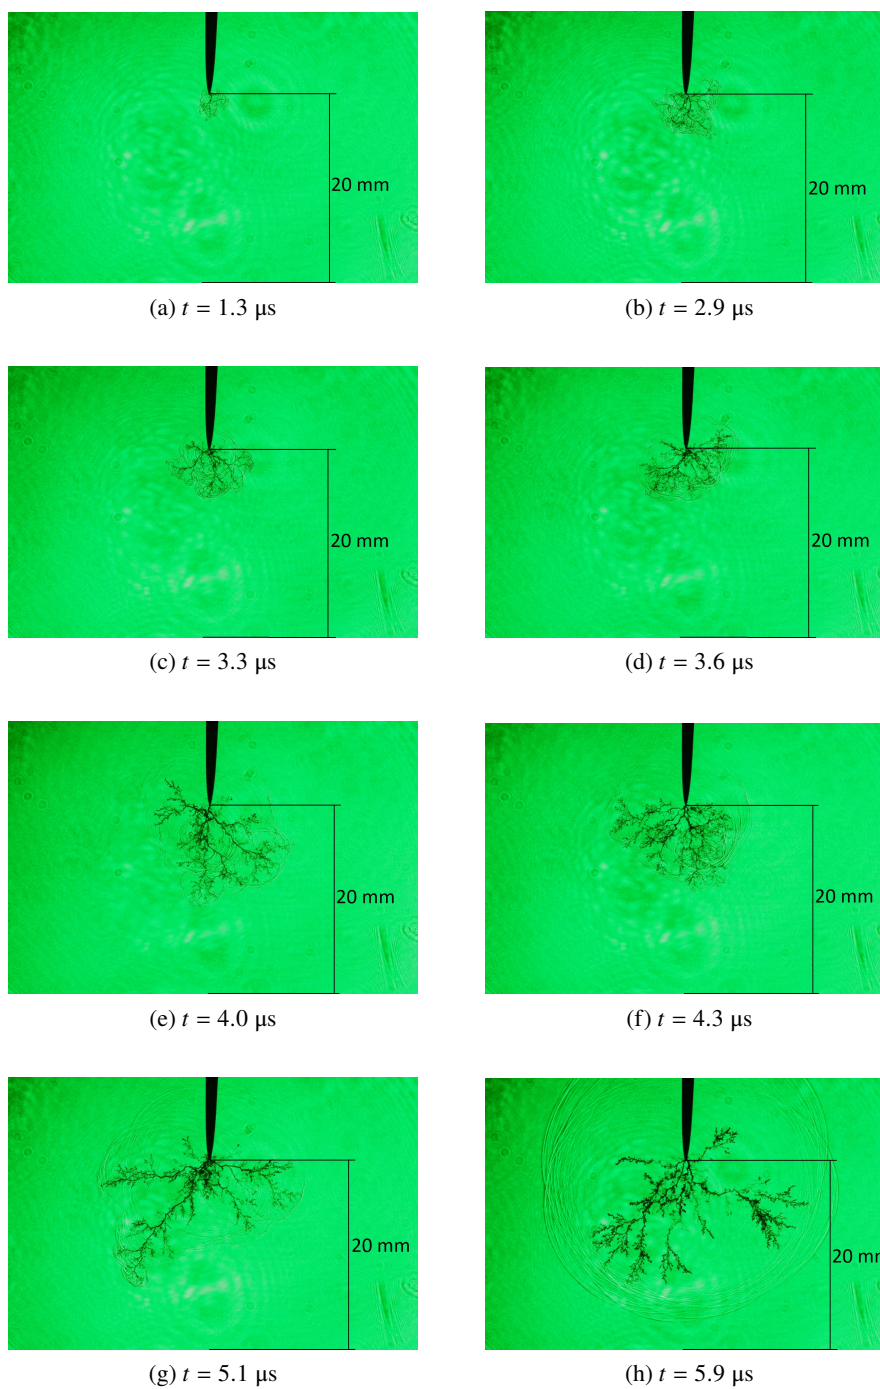 20 mm
20 mm
(a) t = 1.3 µs
(b) t = 2.9 µs
20 mm
20 mm
(c) t = 3.3 µs
(d) t = 3.6 µs
20 mm
20 mm
(e) t = 4.0 µs
(f) t = 4.3 µs
20 mm
20 mm
(g) t = 5.1 µs
(h) t = 5.9 µs